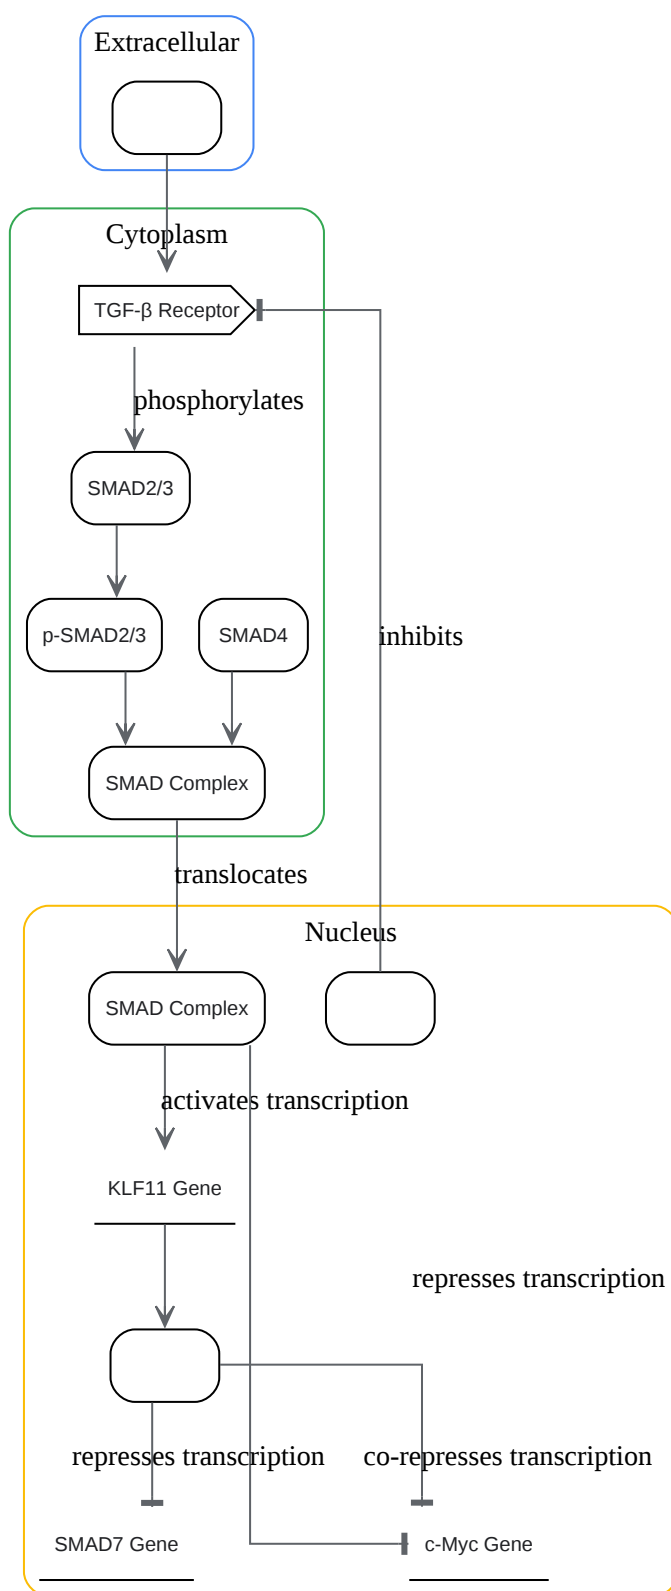 Extracellular
Cytoplasm
TGF-β Receptor
phosphorylates
SMAD2/3
p-SMAD2/3
SMAD4
inhibits
SMAD Complex
translocates
Nucleus
SMAD Complex
activates transcription
KLF11 Gene
represses transcription
represses transcription
co-represses transcription
SMAD7 Gene
c-Myc Gene